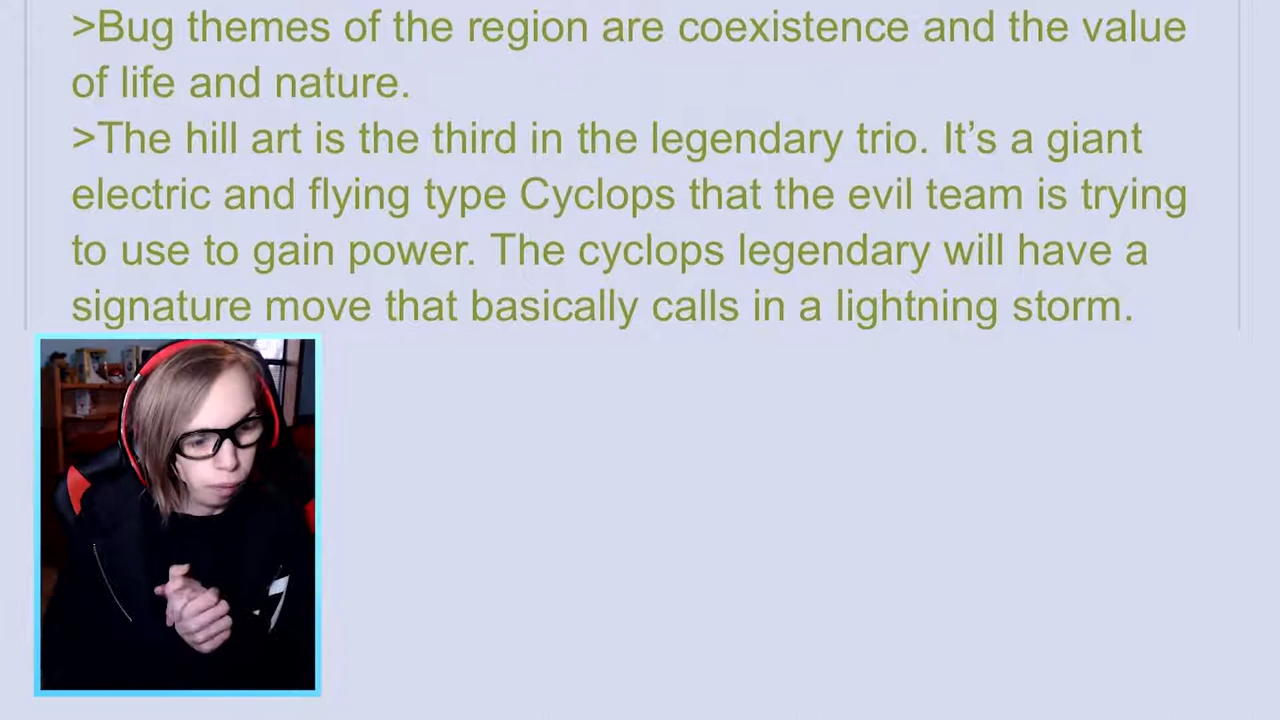 >Bug themes of the region are coexistence and the value
of life and nature.
>The hill art is the third in the legendary trio. It’s a giant
electric and flying type Cyclops that the evil team is trying
to use to gain power. The cyclops legendary will have a
signature move that basically calls in a lightning storm.